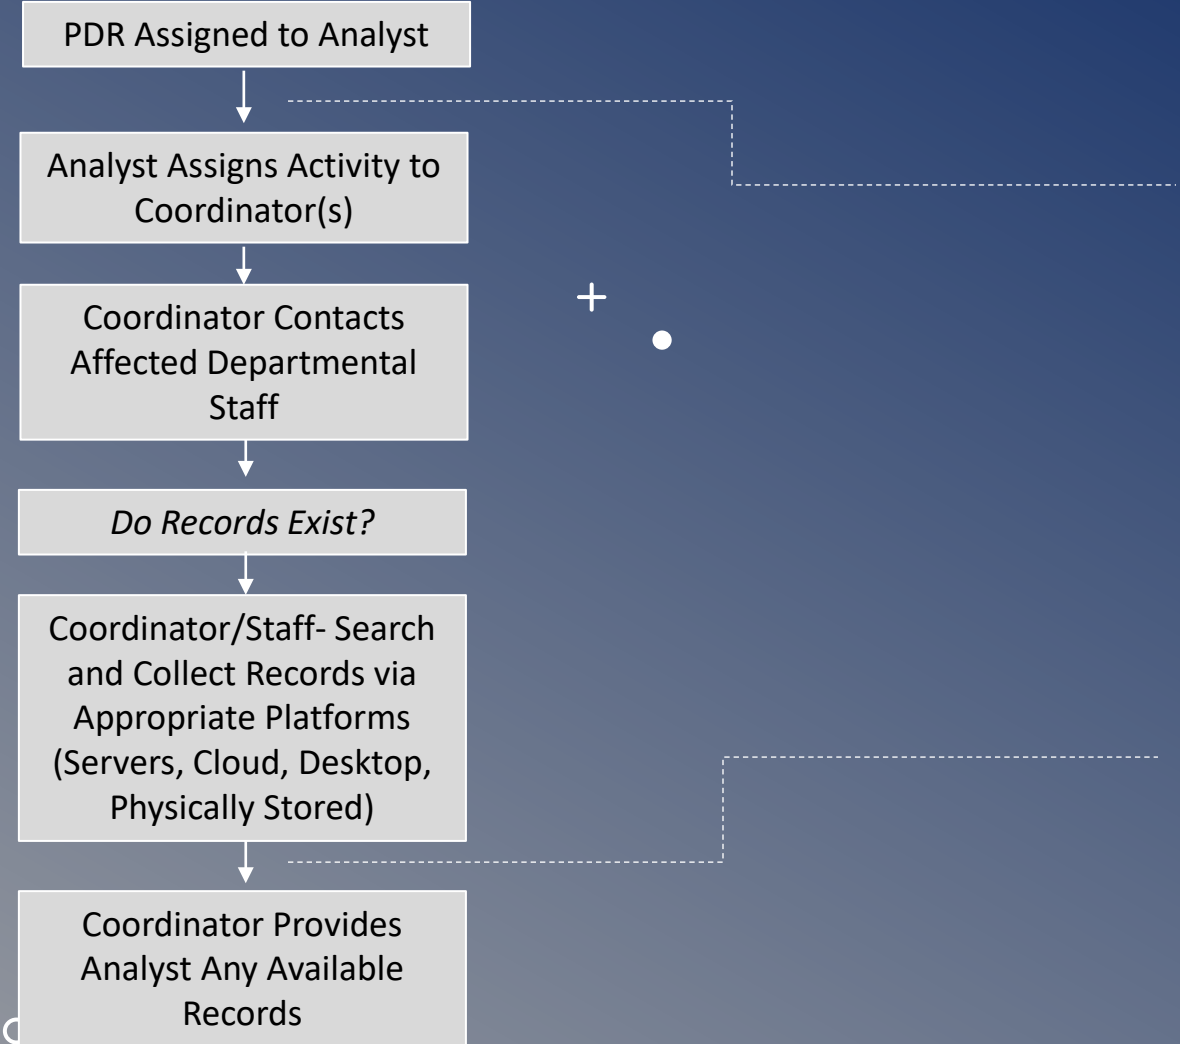 PDR Assigned to Analyst
Analyst Assigns Activity to
Coordinator(s)
Coordinator Contacts
Affected Departmental
Staff
Do Records Exist?
Coordinator/Staff- Search
and Collect Records via
Appropriate Platforms
(Servers, Cloud, Desktop,
Physically Stored)
Coordinator Provides
Analyst Any Available
Records